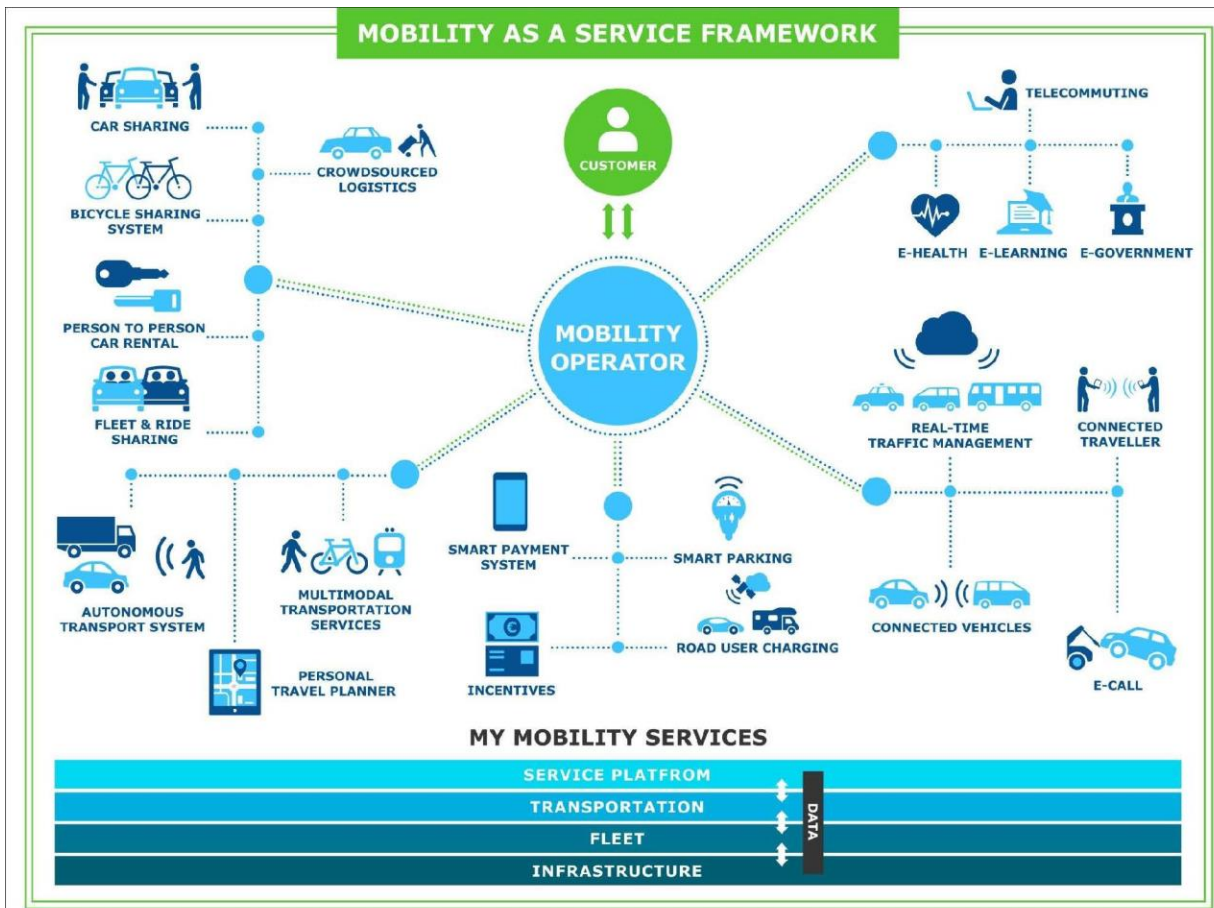 MOBILITY AS A SERVICE FRAMEWORK
CAR SHARING
CROWDSOURCED
LOGISTICS
BICYCLE SHARING
SYSTEM
PERSON TO PERSON
CAR RENTAL
FLEET & RIDE
SHARING
CUSTOMER
MOBILITY
OPERATOR
TELECOMMUTING
E-HEALTH
E-LEARNING
E-GOVERNMENT
REAL-TIME
TRAFFIC MANAGEMENT
CONNECTED
TRAVELLER
AUTONOMOUS
TRANSPORT SYSTEM
MULTIMODAL
TRANSPORTATION
SERVICES
PERSONAL
TRAVEL PLANNER
SMART PAYMENT
SYSTEM
SMART PARKING
INCENTIVES
ROAD USER CHARGING
CONNECTED VEHICLES
E-CALL
MY MOBILITY SERVICES
SERVICE PLATFROM
TRANSPORTATION
FLEET
INFRASTRUCTURE
DATA